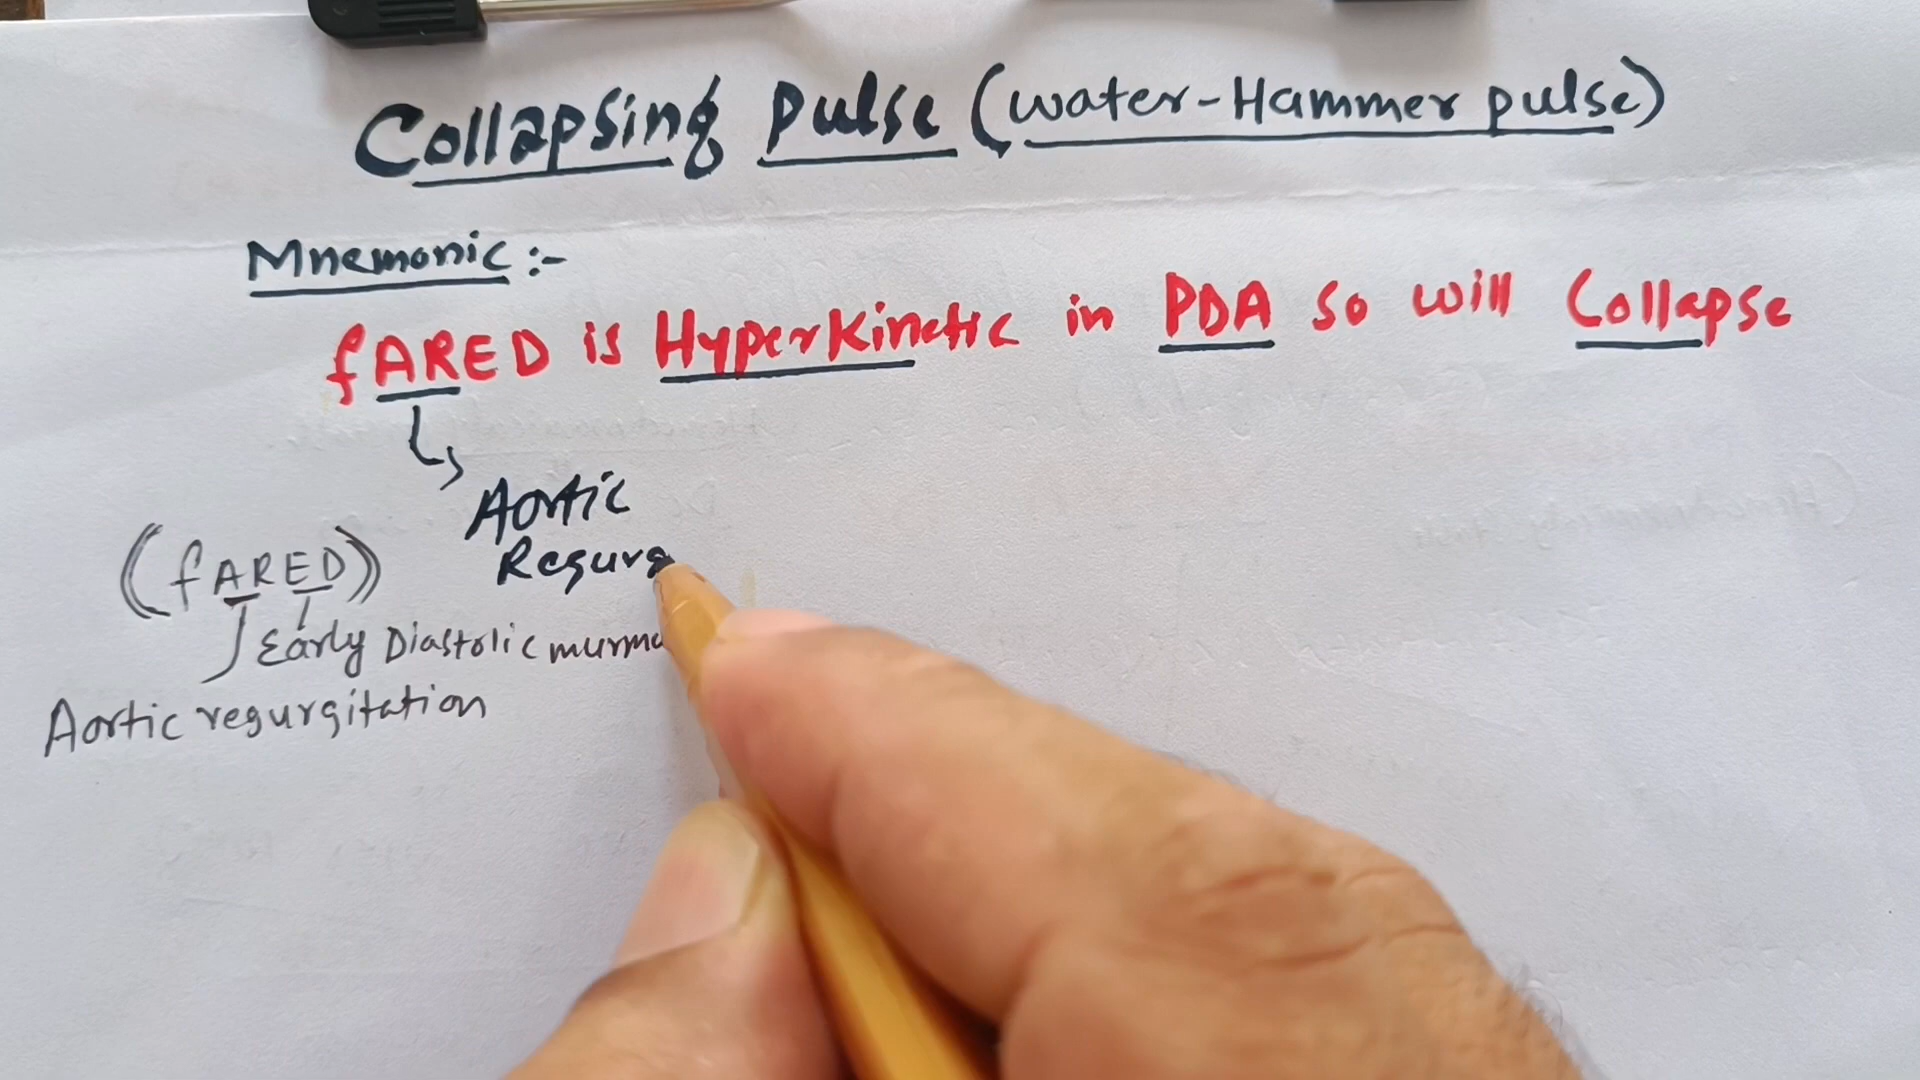 Collapsing pulse (water-Hammer pulse)
Mnemonic :-
fARED is HyperKinetic in PDA so will Collapse
Aortic
Regurg
(fARED)
Early Diastolic murmu
Aortic regurgitation